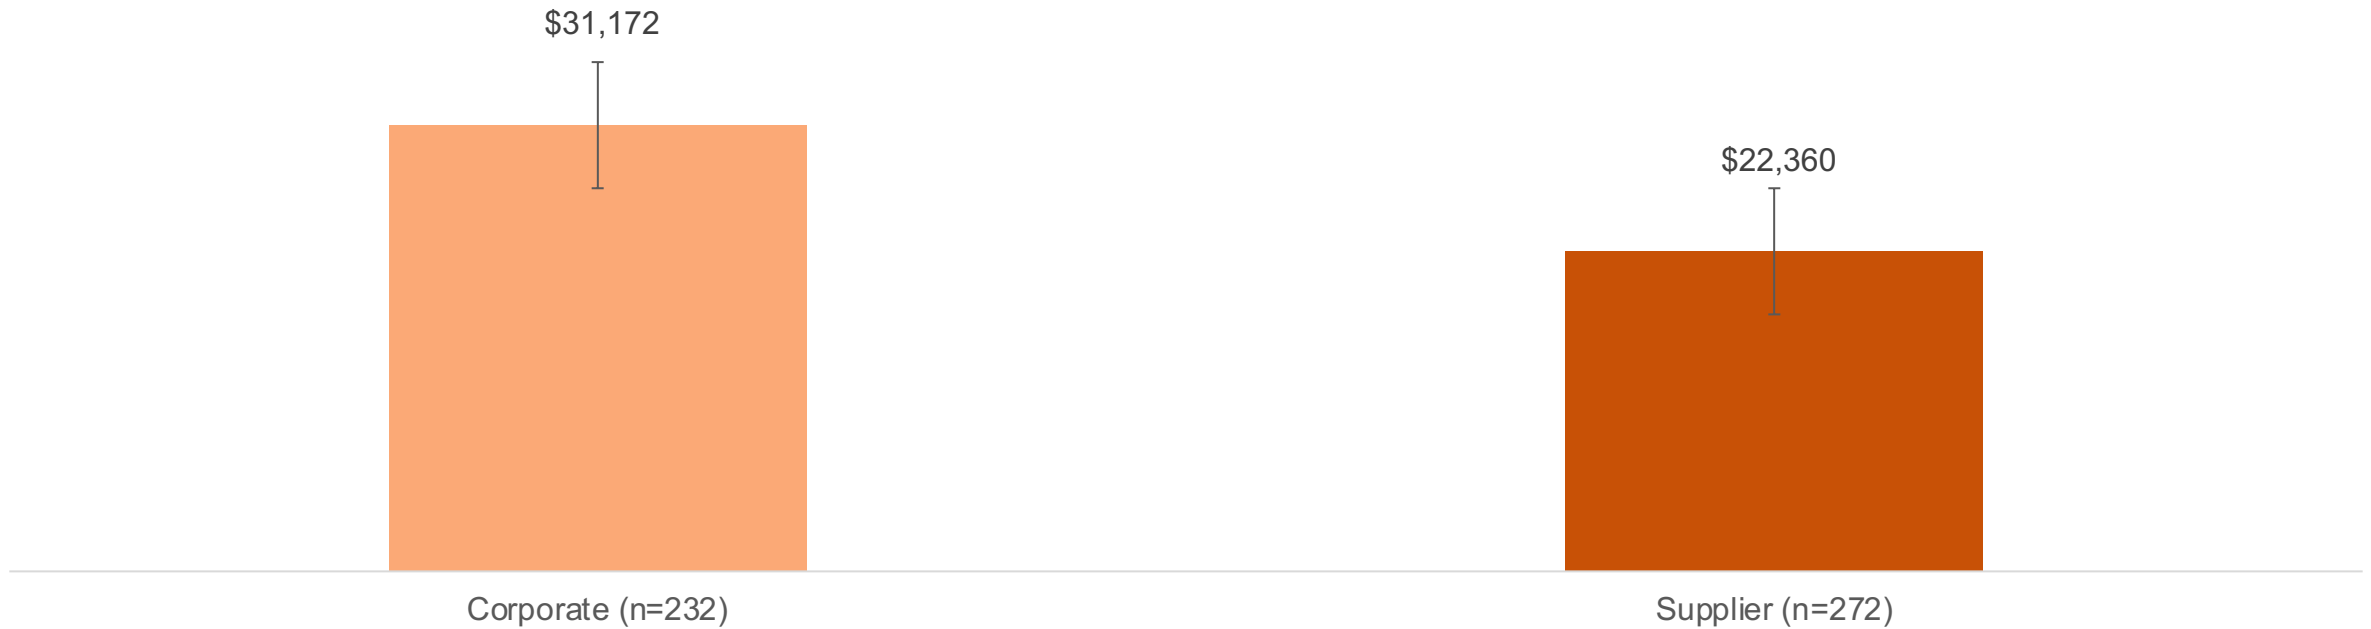 $31,172
$22,360
Corporate (n=232)
Supplier (n=272)